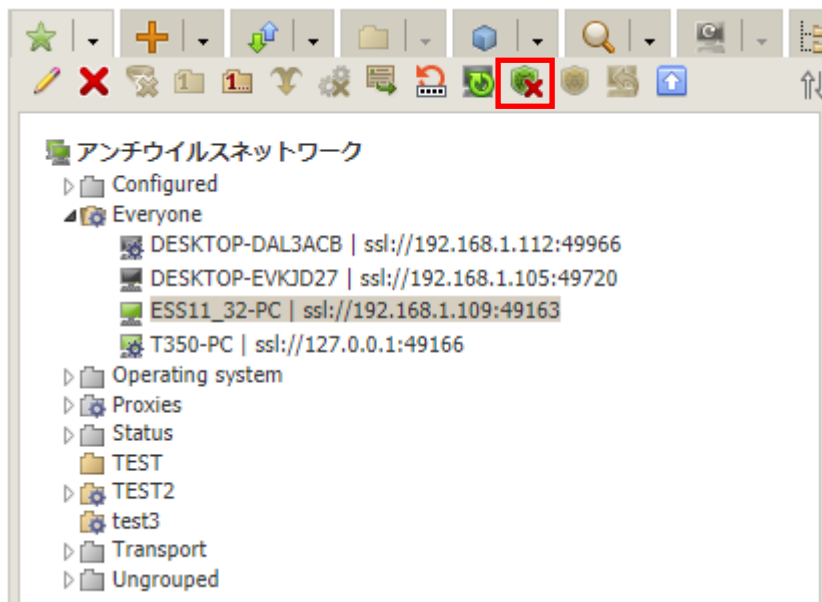 アンチウイルスネットワーク
Configured
Everyone
DESKTOP-DAL3ACB | ssl://192.168.1.112:49966
DESKTOP-EVKJD27 | ssl://192.168.1.105:49720
ESS11_32-PC | ssl://192.168.1.109:49163
T350-PC | ssl://127.0.0.1:49166
Operating system
Proxies
Status
TEST
TEST2
test3
Transport
Ungrouped